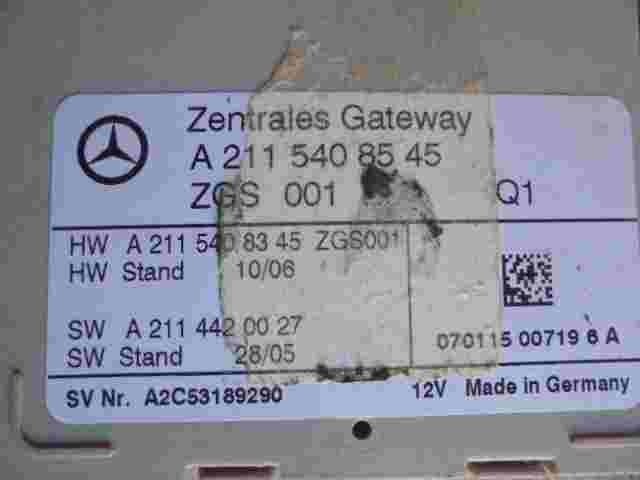 Zentrales Gateway
A 211 540 85 45
ZGS 001 Q1
HW A 211 540 83 45 ZGS001
HW Stand 10/06
SW A 211 442 00 27
SW Stand 28/05
070115 00719 6 A
SV Nr. A2C53189290 12V Made in Germany